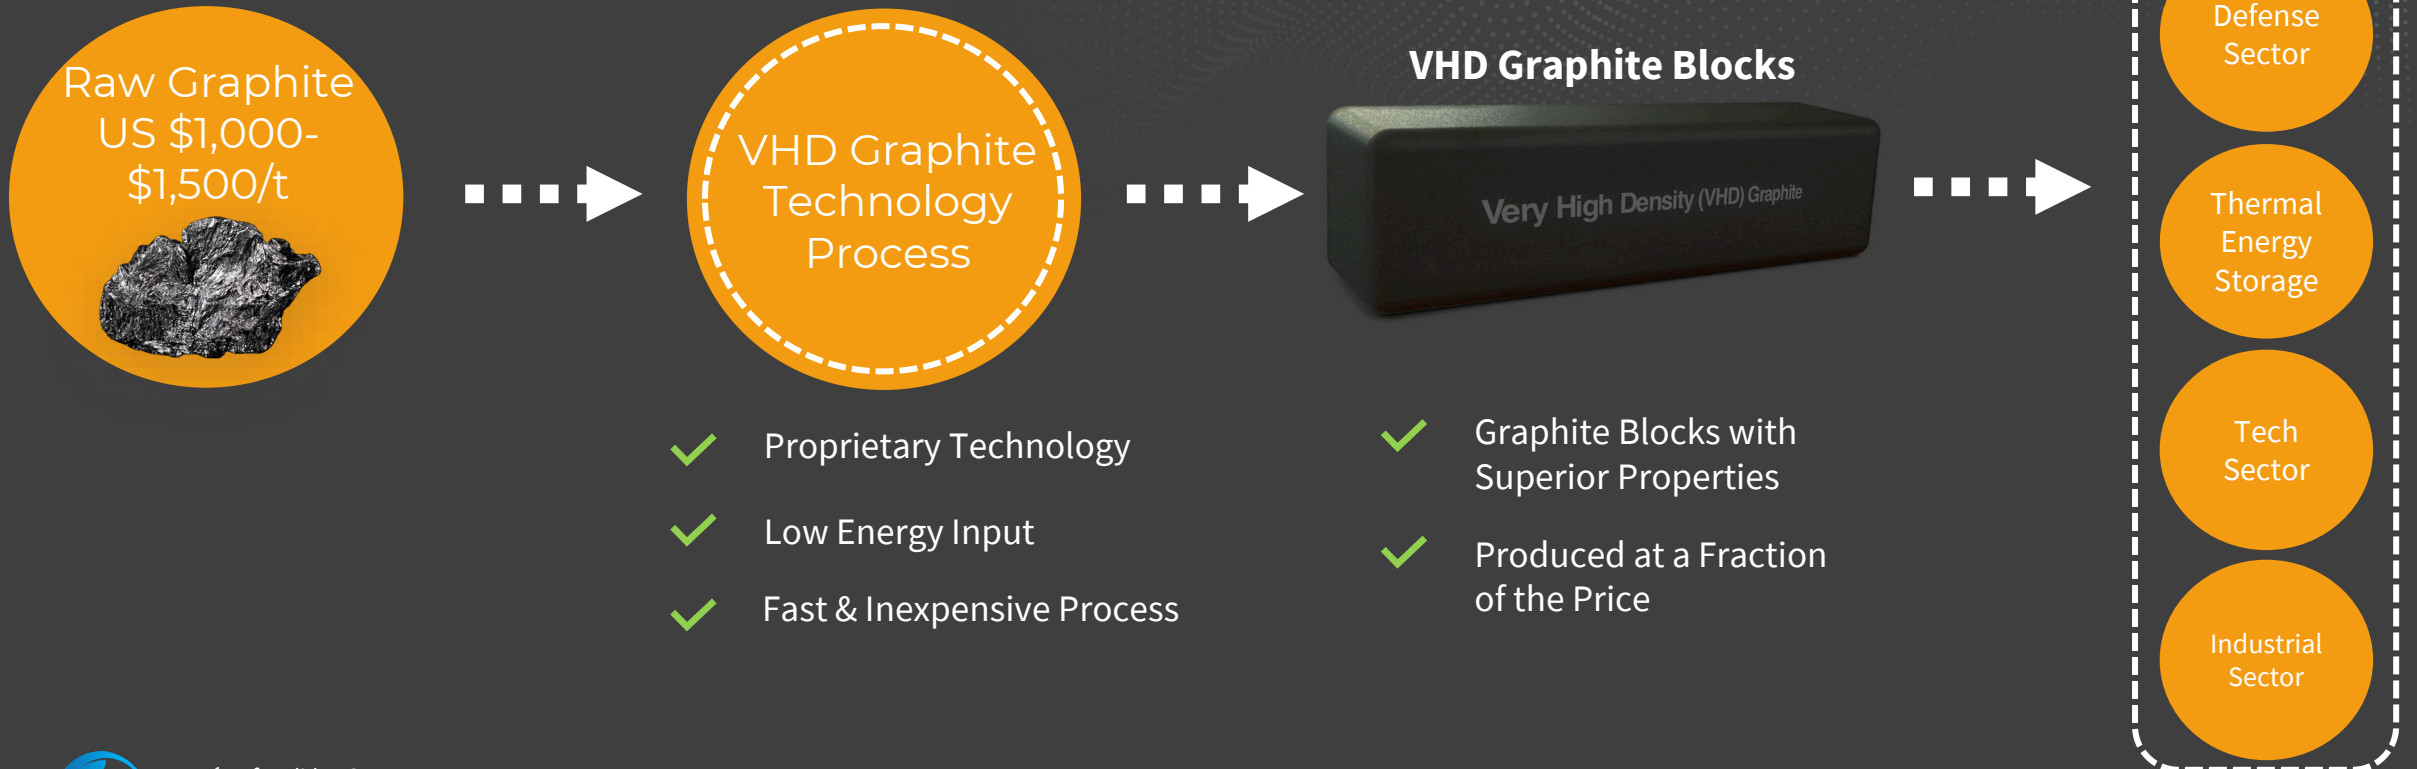 Raw Graphite
US $1,000-
$1,500/t
VHD Graphite
Technology
Process
Proprietary Technology
Low Energy Input
Fast & Inexpensive Process
VHD Graphite Blocks
Very High Density (VHD) Graphite
Graphite Blocks with
Superior Properties
Produced at a Fraction
of the Price
Defense
Sector
Thermal
Energy
Storage
Tech
Sector
Industrial
Sector